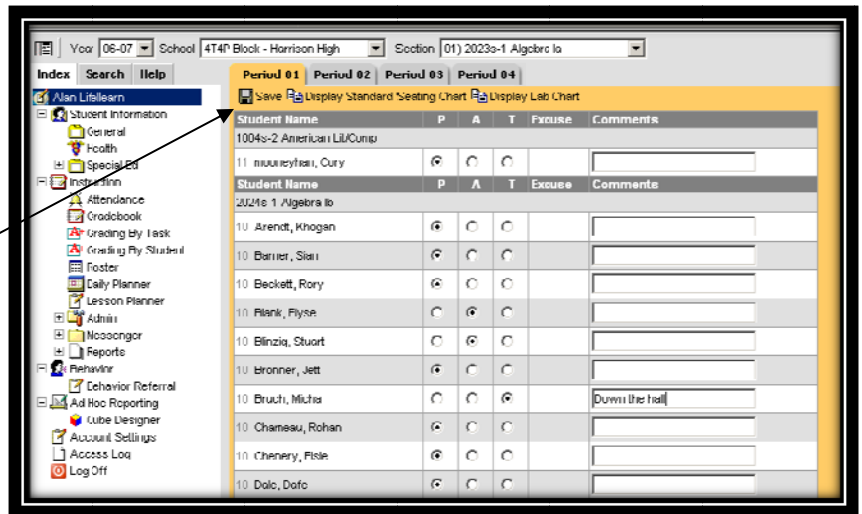 Year 06-07 School 4T4P Block - Harrison High Section 01) 2023s-1 Algebra Ia
Index Search Help
Period 01 Period 02 Period 03 Period 04
Alan Lifellearn
Save Display Standard Seating Chart Display Lab Chart
Student Information
General
Health
Special Ed
Instruction
Attendance
Gradebook
Grading By Task
Grading By Student
Roster
Daily Planner
Lesson Planner
Admin
Messenger
Reports
Behavior
Behavior Referral
Ad Hoc Reporting
Cube Designer
Account Settings
Access Log
Log Off
Student Name P A T Excuse Comments
1004s-2 American Lit/Comp
11 mooneyhan, Cory
Student Name P A T Excuse Comments
2024s-1 Algebra Ib
10 Arendt, Khogan
10 Barner, Sian
10 Beckett, Rory
10 Blank, Elyse
10 Blinzig, Stuart
10 Bronner, Jett
10 Bruch, Micha Down the hall
10 Chameau, Rohan
10 Chenery, Elsie
10 Dale, Dafe